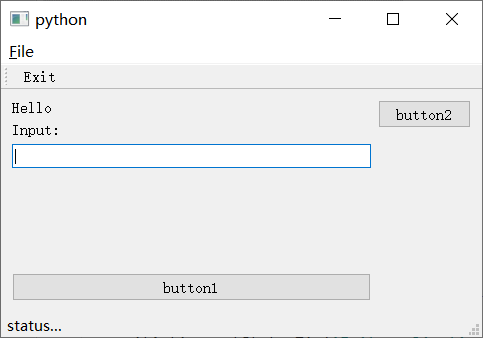 python
File
Exit
Hello
button2
Input:
button1
status...